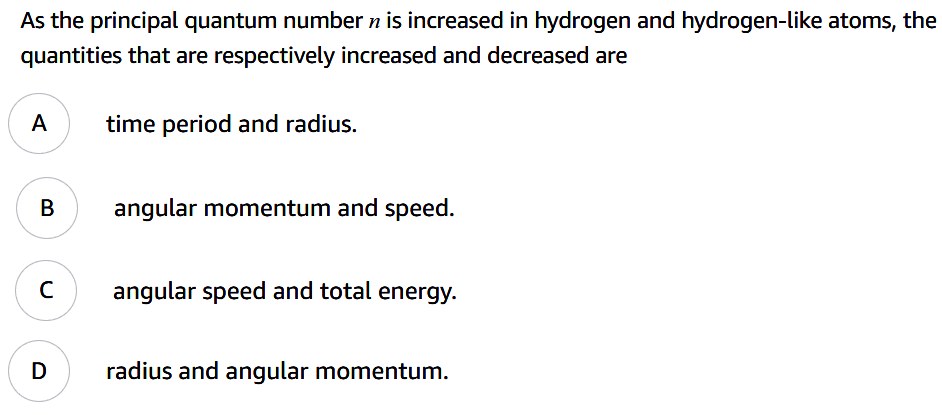 As the principal quantum number n is increased in hydrogen and hydrogen-like atoms, the
quantities that are respectively increased and decreased are
A time period and radius.
B angular momentum and speed.
C angular speed and total energy.
D radius and angular momentum.